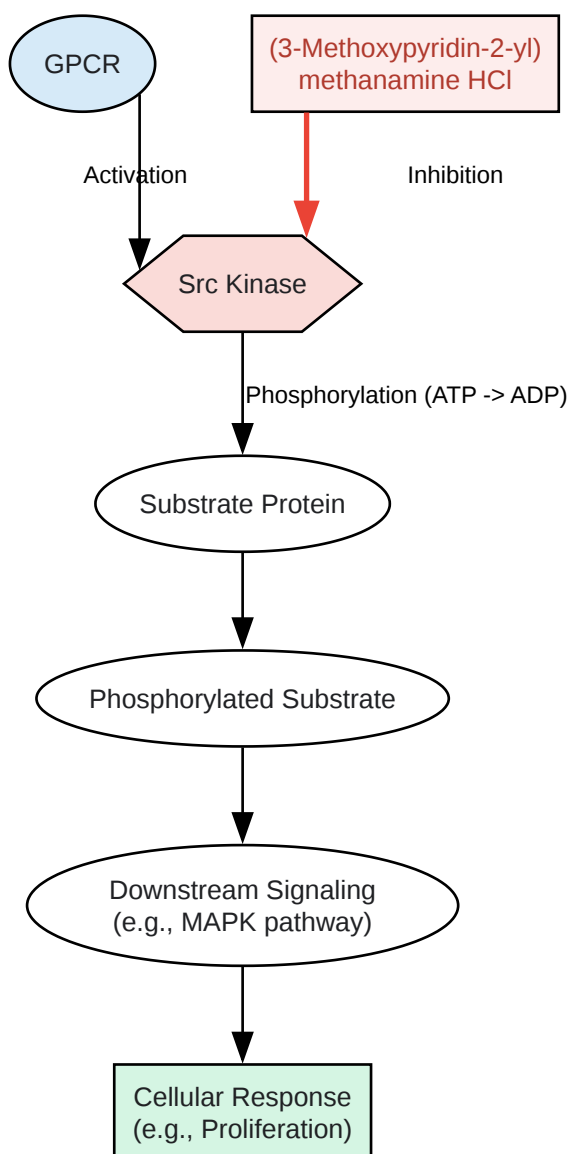 GPCR
(3-Methoxypyridin-2-yl)
methanamine HCl
Activation
Inhibition
Src Kinase
Phosphorylation (ATP -> ADP)
Substrate Protein
Phosphorylated Substrate
Downstream Signaling
(e.g., MAPK pathway)
Cellular Response
(e.g., Proliferation)